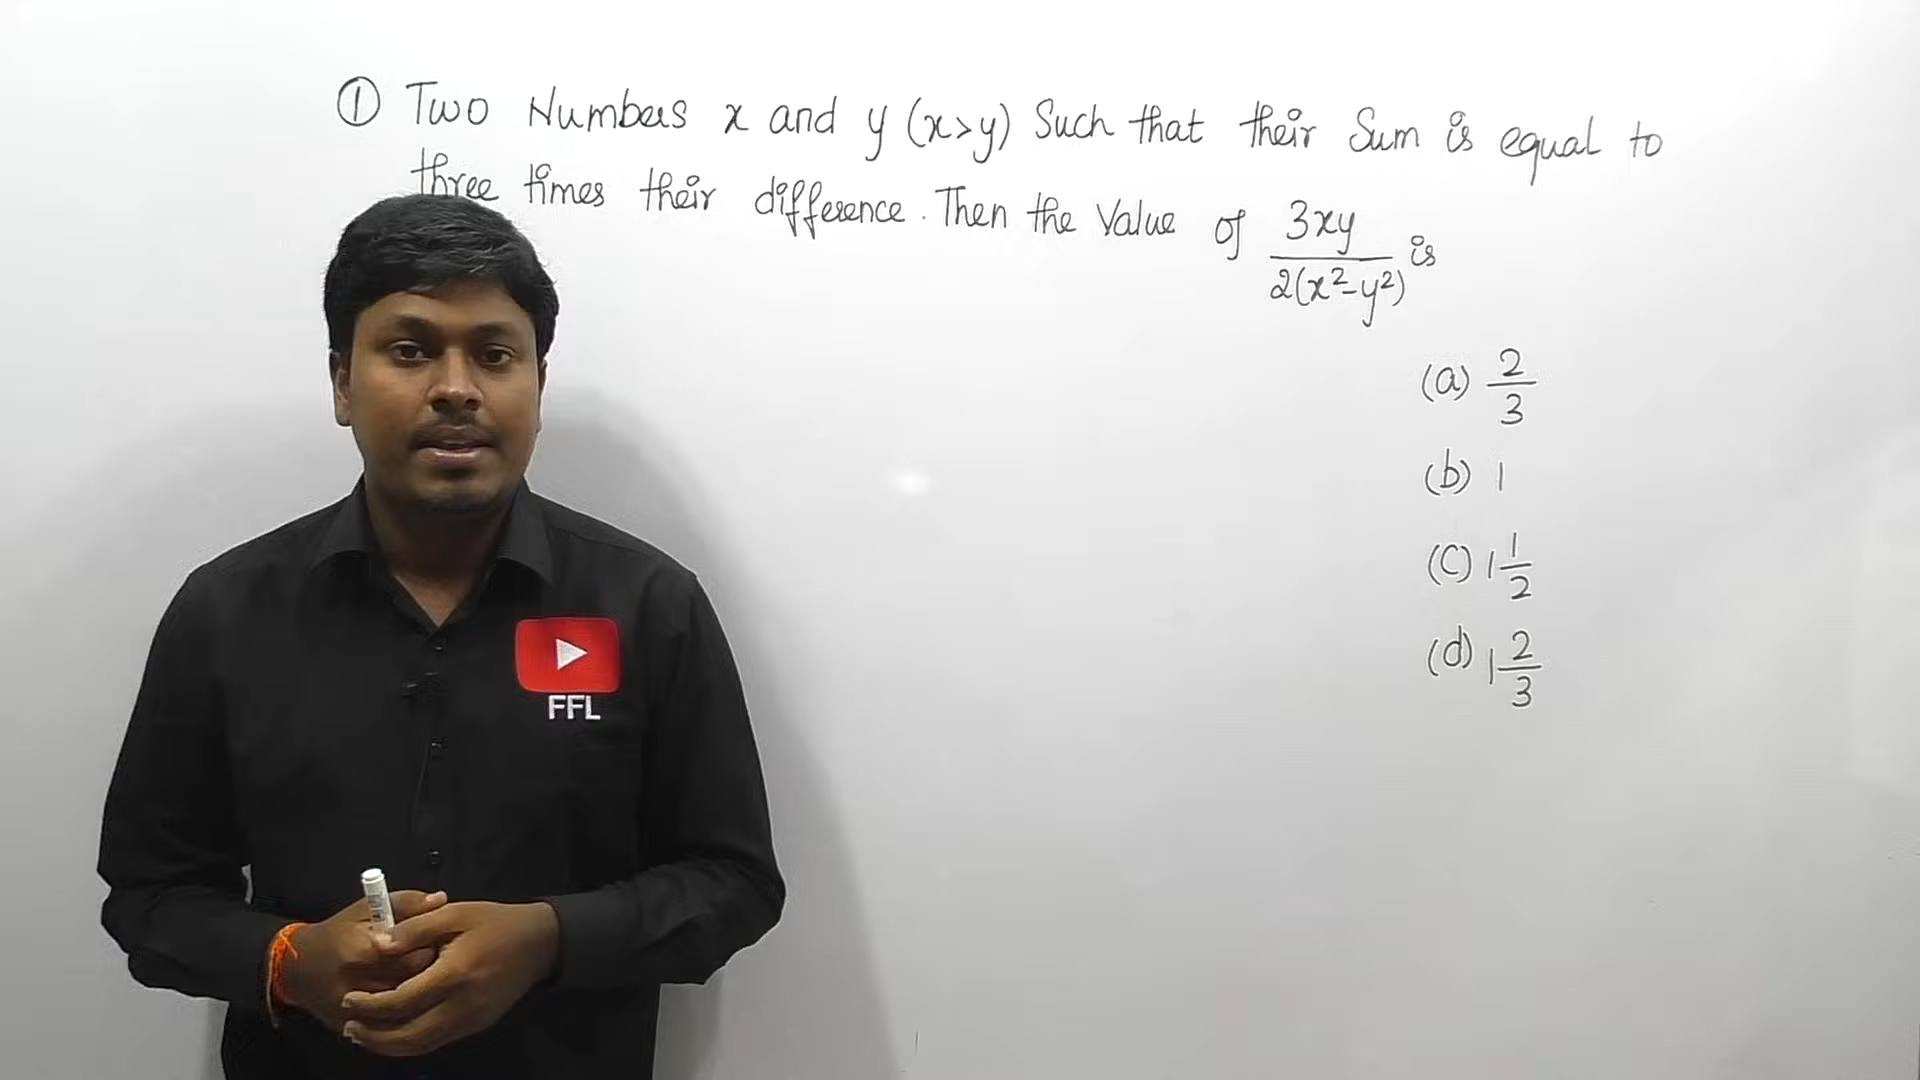 ① Two Numbers x and y (x>y) Such that their Sum is equal to
three times their difference. Then the Value of 3xy/2(x²-y²) is
(a) 2/3
(b) 1
(c) 1 1/2
(d) 1 2/3
FFL